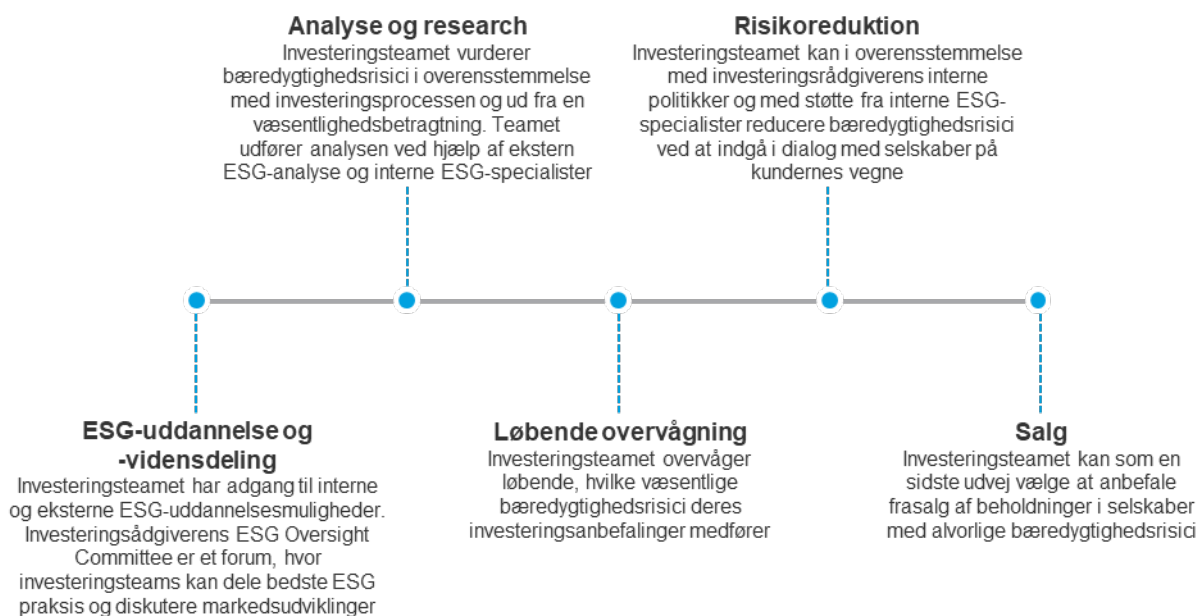 Analyse og research
Investeringsteamet vurderer
bæredygtighedsrisici i overensstemmelse
med investeringsprocessen og ud fra en
væsentlighedsbetragtning. Teamet
udfører analysen ved hjælp af ekstern
ESG-analyse og interne ESG-specialister
Risikoreduktion
Investeringsteamet kan i overensstemmelse
med investeringsrådgiverens interne
politikker og med støtte fra interne ESG-
specialister reducere bæredygtighedsrisici
ved at indgå i dialog med selskaber på
kundernes vegne
ESG-uddannelse og
-vidensdeling
Investeringsteamet har adgang til interne
og eksterne ESG-uddannelsesmuligheder.
Investeringsådgiverens ESG Oversight
Committee er et forum, hvor
investeringsteams kan dele bedste ESG
praksis og diskutere markedsudviklinger
Løbende overvågning
Investeringsteamet overvåger
løbende, hvilke væsentlige
bæredygtighedsrisici deres
investeringsanbefalinger medfører
Salg
Investeringsteamet kan som en
sidste udvej vælge at anbefale
frasalg af beholdninger i selskaber
med alvorlige bæredygtighedsrisici